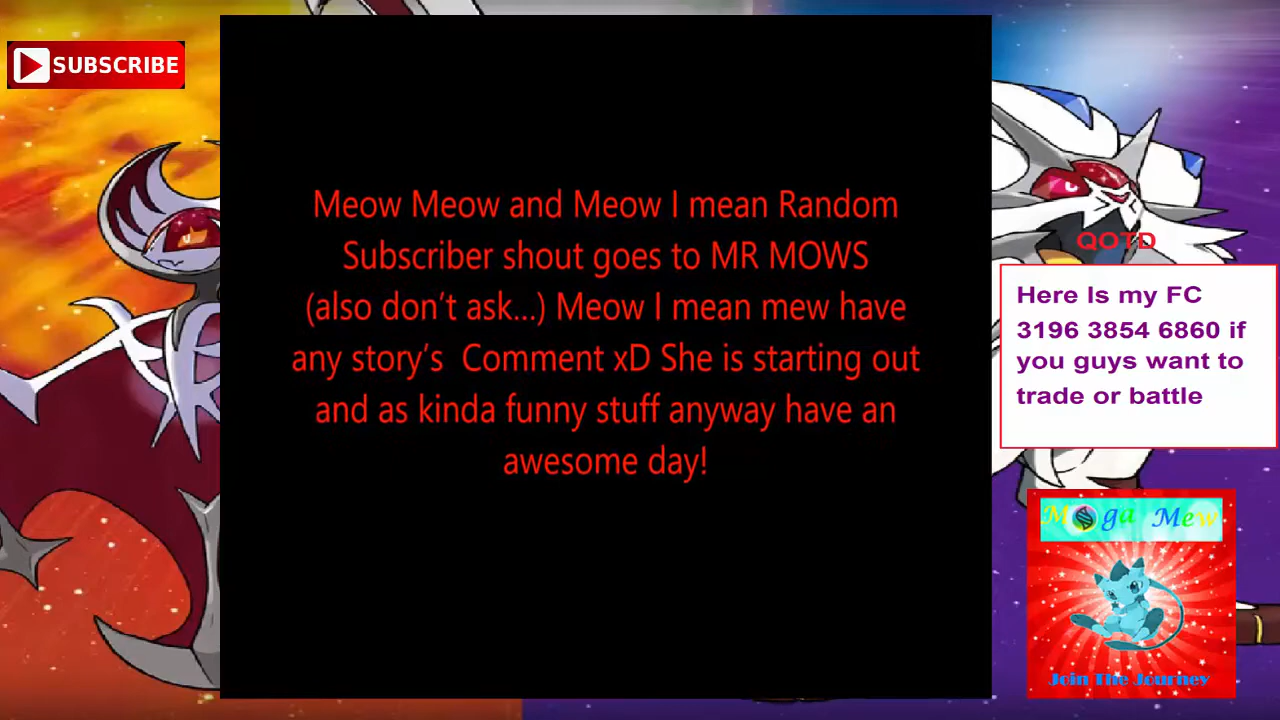 SUBSCRIBE
Meow Meow and Meow I mean Random
Subscriber shout goes to MR MOWS
(also don't ask...) Meow I mean mew have
any story's  Comment xD She is starting out
and as kinda funny stuff anyway have an
awesome day!
QOTD
Here Is my FC
3196 3854 6860 if
you guys want to
trade or battle
Mega Mew
Join The Journey